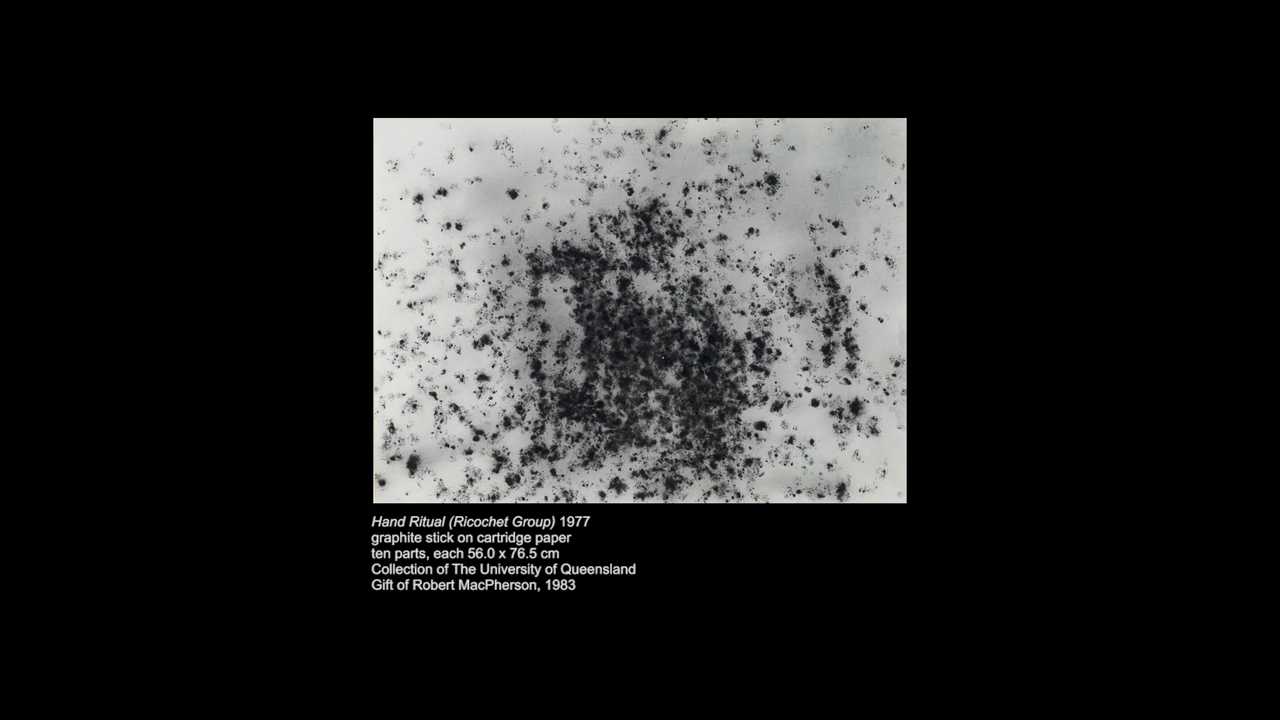 Hand Ritual (Ricochet Group) 1977
graphite stick on cartridge paper
ten parts, each 56.0 x 76.5 cm
Collection of The University of Queensland
Gift of Robert MacPherson, 1983